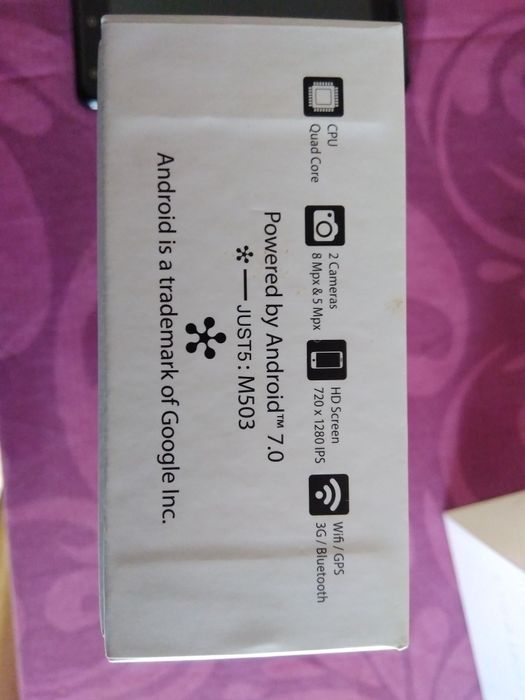 CPU
Quad Core
2 Cameras
8 Mpx & 5 Mpx
HD Screen
720 x 1280 IPS
Wifi / GPS
3G / Bluetooth
Powered by Android™ 7.0
JUST5: M503
Android is a trademark of Google Inc.